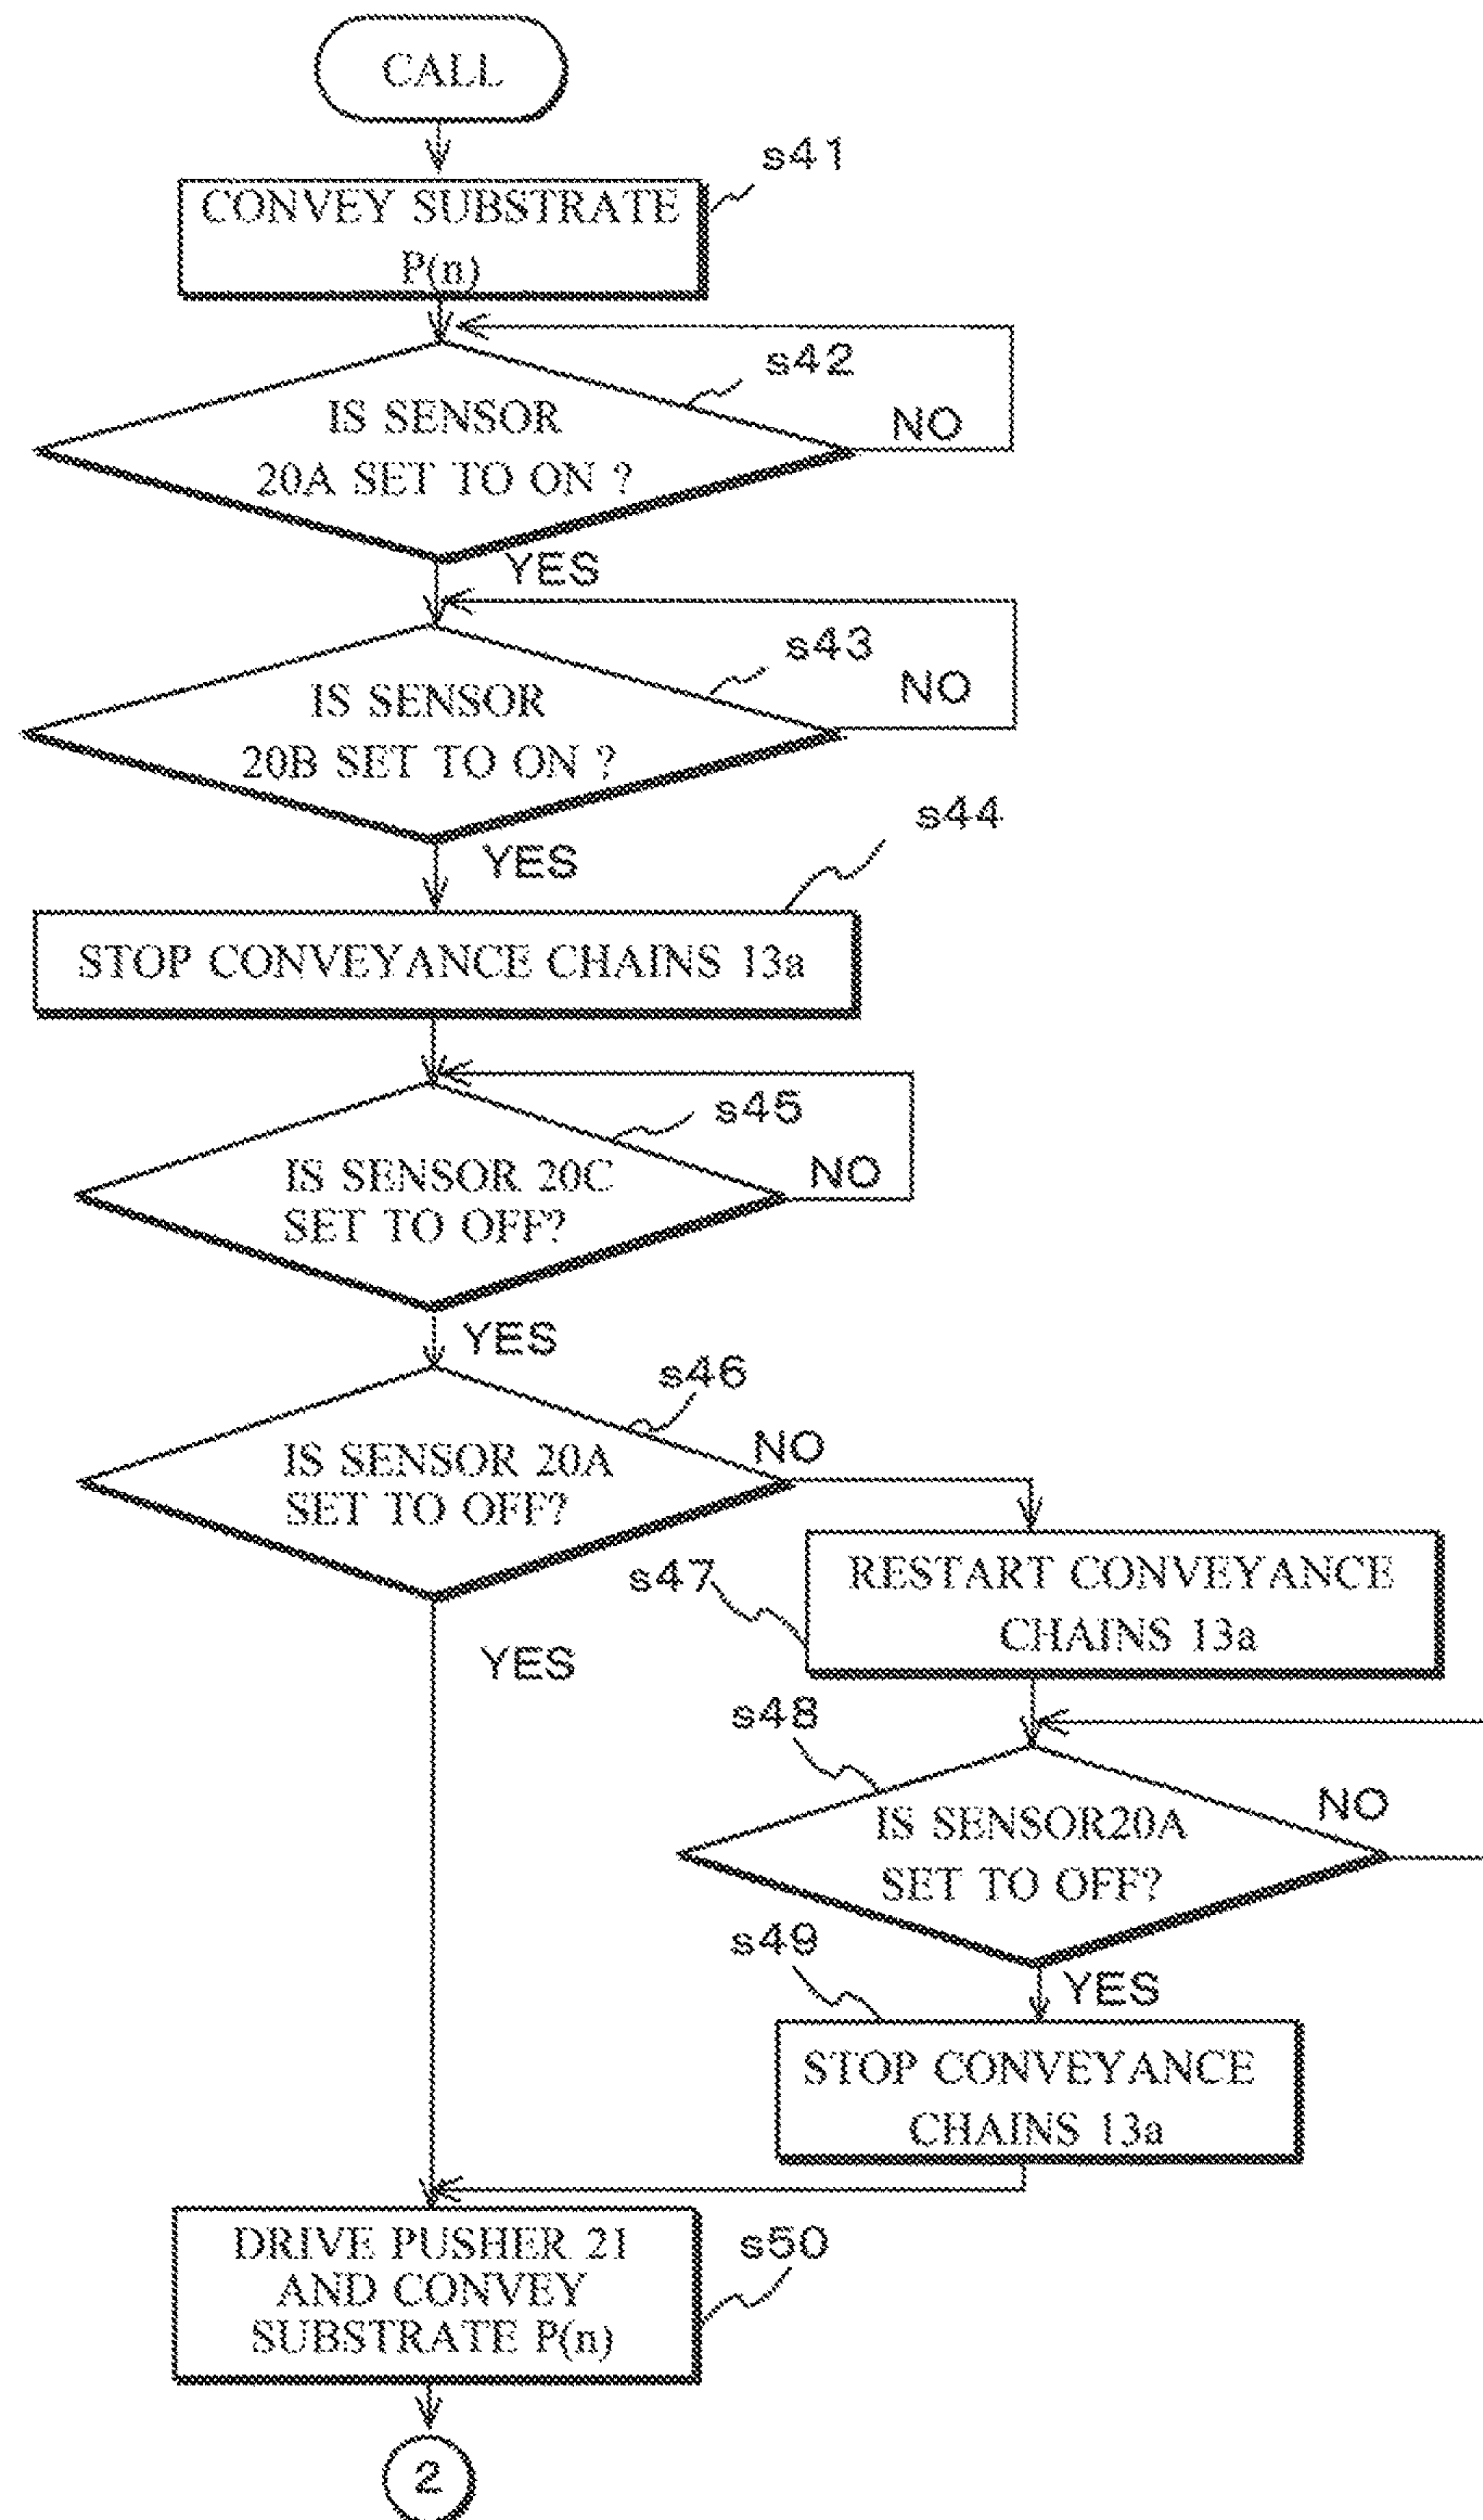 CALL
s41
CONVEY SUBSTRATE
P(n)
s42
IS SENSOR
20A SET TO ON ?
NO
YES
s43
IS SENSOR
20B SET TO ON ?
NO
YES
s44
STOP CONVEYANCE CHAINS 13a
s45
IS SENSOR 20C
SET TO OFF?
NO
YES
s46
IS SENSOR 20A
SET TO OFF?
NO
YES
s47
RESTART CONVEYANCE
CHAINS 13a
s48
IS SENSOR20A
SET TO OFF?
NO
YES
s49
STOP CONVEYANCE
CHAINS 13a
DRIVE PUSHER 21
AND CONVEY
SUBSTRATE P(n)
s50
2